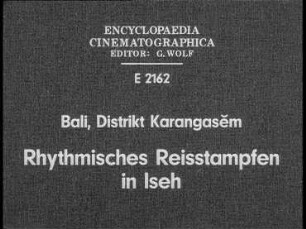 ENCYCLOPAEDIA
CINEMATOGRAPHICA
EDITOR: G. WOLF
E 2162
Bali, Distrikt Karangasĕm
Rhythmisches Reisstampfen
in Iseh